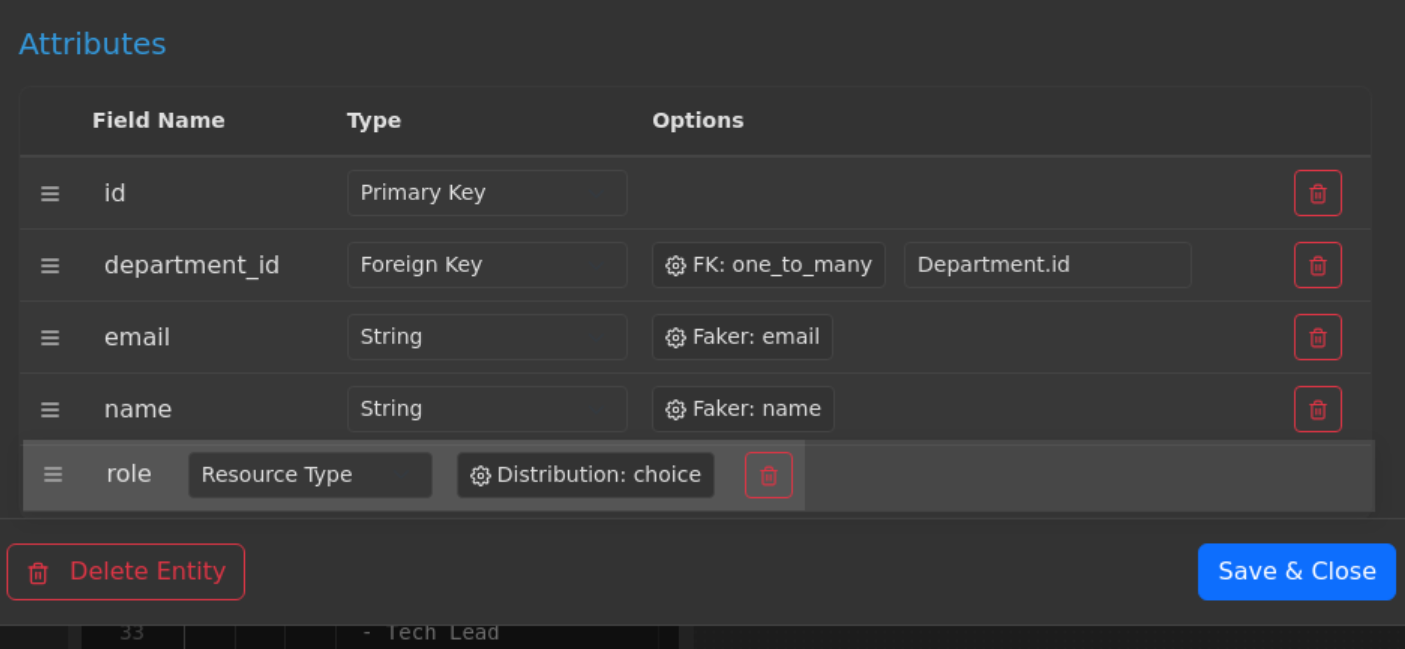 Attributes
Field Name Type Options
id Primary Key
department_id Foreign Key FK: one_to_many Department.id
email String Faker: email
name String Faker: name
role Resource Type Distribution: choice
Delete Entity Save & Close
33 - Tech Lead